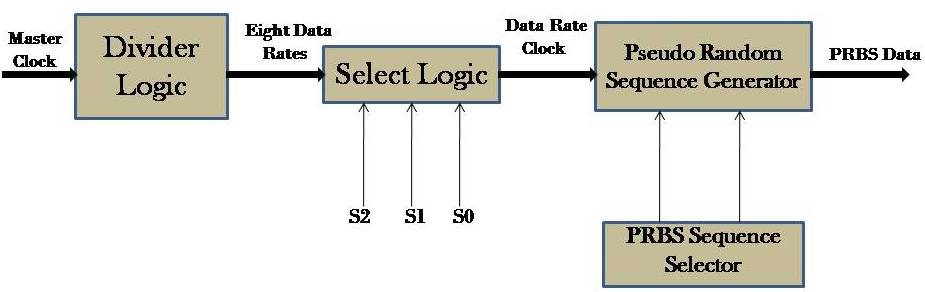 Master
Clock
Divider
Logic
Eight Data
Rates
Select Logic
Data Rate
Clock
Pseudo Random
Sequence Generator
PRBS Data
S2
S1
S0
PRBS Sequence
Selector